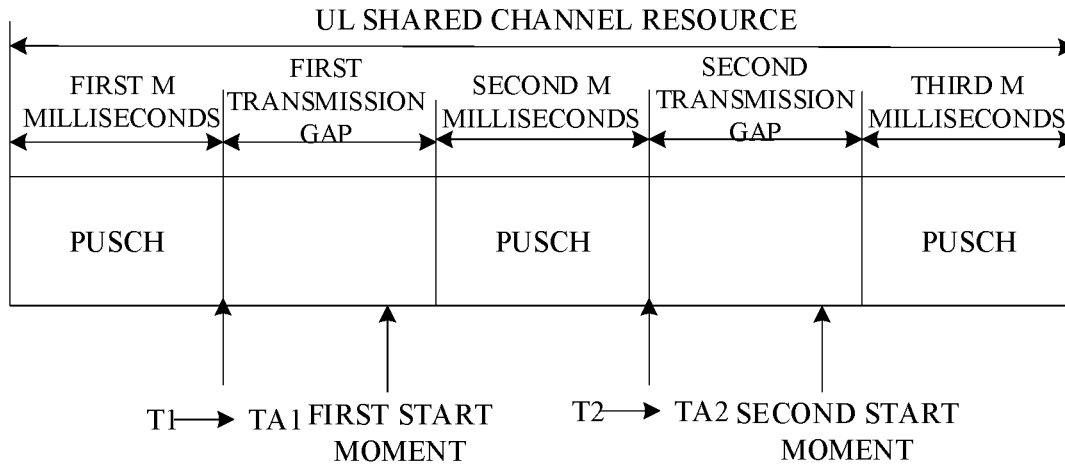 UL SHARED CHANNEL RESOURCE
FIRST M
MILLISECONDS
FIRST
TRANSMISSION
GAP
SECOND M
MILLISECONDS
SECOND
TRANSMISSION
GAP
THIRD M
MILLISECONDS
PUSCH
PUSCH
PUSCH
T1
TA1
FIRST START
MOMENT
T2
TA2
SECOND START
MOMENT